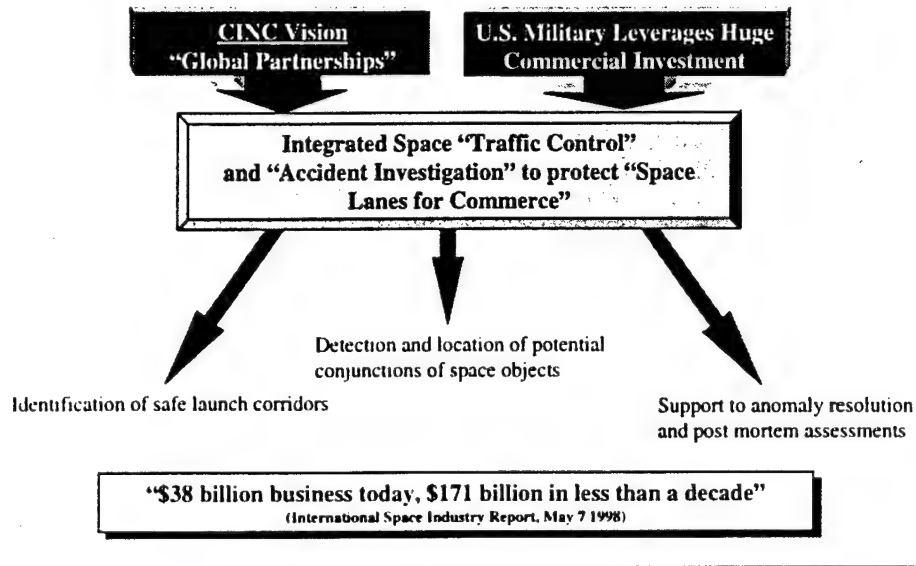 CINC Vision
“Global Partnerships”
U.S. Military Leverages Huge
Commercial Investment
Integrated Space “Traffic Control”
and “Accident Investigation” to protect “Space
Lanes for Commerce”
Detection and location of potential
conjunctions of space objects
Identification of safe launch corridors
Support to anomaly resolution
and post mortem assessments
“$38 billion business today, $171 billion in less than a decade”
(International Space Industry Report, May 7 1998)